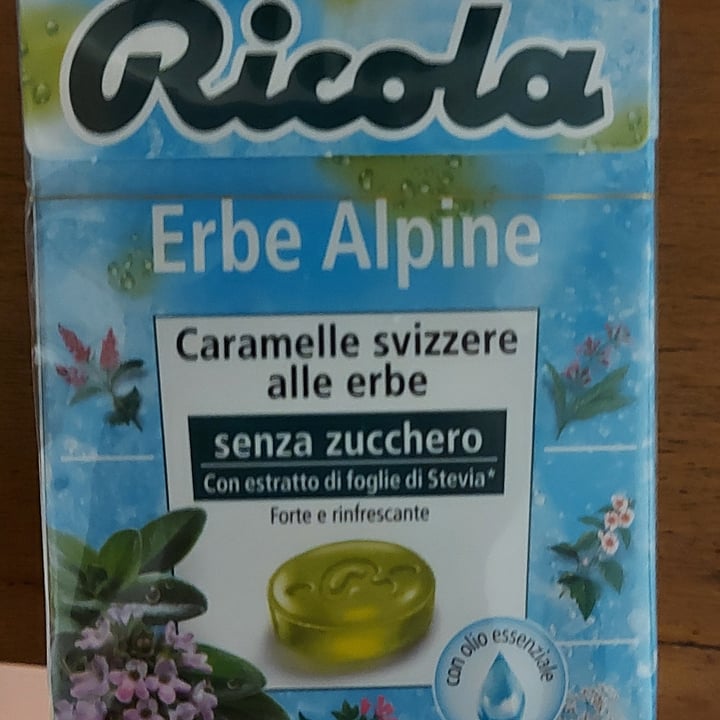 Ricola
Erbe Alpine
Caramelle svizzere
alle erbe
senza zucchero
Con estratto di foglie di Stevia*
Forte e rinfrescante
con olio essenziale